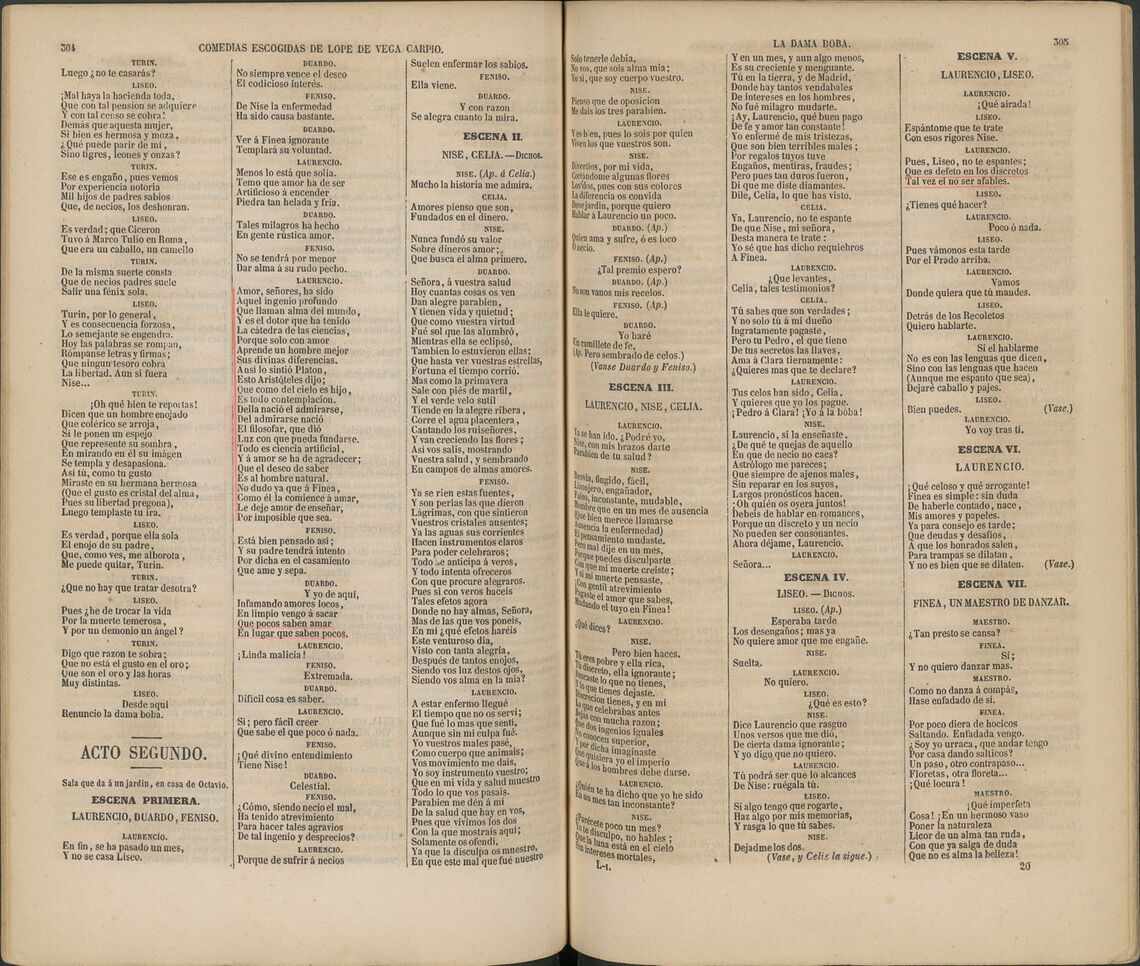 304
COMEDIAS ESCOGIDAS DE LOPE DE VEGA CARPIO.
TURIN.
Luego ¿no te casarás?
LISEO.
¡Mal haya la hacienda toda,
Que con tal pension se adquiere
Y con tal censo se cobra!
Demás que aquesta mujer,
Si bien es hermosa y moza,
¿Qué puede parir de mí,
Sino tigres, leones y onzas?
TURIN.
Ese es engaño, pues vemos
Por experiencia notoria
Mil hijos de padres sabios
Que, de necios, los deshonran.
LISEO.
Es verdad; que Ciceron
Tuvo á Marco Tulio en Roma,
Que era un caballo, un camello
TURIN.
De la misma suerte consta
Que de necios padres suele
Salir una fénix sola.
LISEO.
Turin, por lo general,
Y es consecuencia forzosa,
Lo semejante se engendra.
Hoy las palabras se rompan,
Rómpanse letras y firmas;
Que ningun tesoro cobra
La libertad. Aun si fuera
Nise...
TURIN.
¡Oh qué bien te reportas!
Dicen que un hombre enojado
Que colérico se arroja,
Si le ponen un espejo
Que represente su sombra,
En mirando en él su imágen
Se templa y desapasiona.
Así tú, como tu gusto
Miraste en su hermana hermosa
(Que el gusto es cristal del alma,
Pues su libertad pregona),
Luego templaste tu ira.
LISEO.
Es verdad, porque ella sola
El enojo de su padre,
Que, como ves, me alborota,
Me puede quitar, Turin.
TURIN.
¿Que no hay que tratar desotra?
LISEO.
Pues ¿he de trocar la vida
Por la muerte temerosa,
Y por un demonio un ángel?
TURIN.
Digo que razon te sobra;
Que no está el gusto en el oro;
Que son el oro y las horas
Muy distintas.
LISEO.
Desde aquí
Renuncio la dama boba.
ACTO SEGUNDO.
Sala que da á un jardin, en casa de Octavio.
ESCENA PRIMERA.
LAURENCIO, DUARDO, FENISO.
LAURENCIO.
En fin, se ha pasado un mes,
Y no se casa Liseo.
DUARDO.
No siempre vence el deseo
El codicioso interés.
FENISO.
De Nise la enfermedad
Ha sido causa bastante.
DUARDO.
Ver á Finea ignorante
Templará su voluntad.
LAURENCIO.
Menos lo está que solía.
Temo que amor ha de ser
Artificioso á encender
Piedra tan helada y fria.
DUARDO.
Tales milagros ha hecho
En gente rústica amor.
FENISO.
No se tendrá por menor
Dar alma á su rudo pecho.
LAURENCIO.
Amor, señores, ha sido
Aquel ingenio profundo
Que llaman alma del mundo,
Y es el dotor que ha tenido
La cátedra de las ciencias,
Porque solo con amor
Aprende un hombre mejor
Sus divinas diferencias.
Así lo sintió Platon,
Esto Aristóteles dijo;
Que como del cielo es hijo,
Es todo contemplacion.
Della nació el admirarse,
Del admirarse nació
El filosofar, que dió
Luz con que pueda fundarse.
Todo es ciencia artificial,
Y á amor se ha de agradecer;
Que el deseo de saber
Es al hombre natural.
No dudo ya que á Finea,
Como él la comience á amar,
Le deje amor de enseñar,
Por imposible que sea.
FENISO.
Está bien pensado así;
Y su padre tendrá intento
Por dicha en el casamiento
Que ame y sepa.
DUARDO.
Y yo de aqui,
Infamando amores locos,
En limpio vengo á sacar
Que pocos saben amar
En lugar que saben pocos.
LAURENCIO.
¡Linda malicia!
FENISO.
Extremada.
DUARDO.
Difícil cosa es saber.
LAURENCIO.
Si; pero fácil creer
Que sabe el que poco ó nada.
FENISO.
¡Qué divino entendimiento
Tiene Nise!
DUARDO.
Celestial.
FENISO.
¿Cómo, siendo necio el mal,
Ha tenido atrevimiento
Para hacer tales agravios
De tal ingenio y desprecios?
LAURENCIO.
Porque de sufrir á necios
Suelen enfermar los sabios.
FENISO.
Ella viene.
DUARDO.
Y con razon
Se alegra cuanto la mira.
ESCENA II.
NISE, CELIA. — DICHOS.
NISE. (Ap. á Celia.)
Mucho la historia me admira.
CELIA.
Amores pienso que son,
Fundados en el dinero.
NISE.
Nunca fundó su valor
Sobre dineros amor;
Que busca el alma primero.
DUARDO.
Señora, á vuestra salud
Hoy cuantas cosas os ven
Dan alegre parabien,
Y tienen vida y quietud;
Que como vuestra virtud
Fué sol que las alumbró,
Mientras ella se eclipsó,
Tambien lo estuvieron ellas;
Que hasta ver vuestras estrellas,
Fortuna el tiempo corrió.
Mas como la primavera
Sale con piés de marfil,
Y el verde velo sutil
Tiende en la alegre ribera,
Corre el agua placentera,
Cantando los ruiseñores,
Y van creciendo las flores;
Así vos salis, mostrando
Vuestra salud, y sembrando
En campos de almas amores.
FENISO.
Ya se rien estas fuentes,
Y son perlas las que dieron
Lágrimas, con que sintieron
Vuestros cristales ausentes;
Ya las aguas sus corrientes
Hacen instrumentos claros
Para poder celebraros;
Todo se anticipa á veros,
Y todo intenta ofreceros
Con que procure alegraros.
Pues si con veros haceis
Tales efetos agora
Donde no hay almas, Señora,
Mas de las que vos poneis,
En mí ¿qué efetos haréis
Este venturoso dia,
Visto con tanta alegría,
Después de tantos enojos,
Siendo vos luz destos ojos,
Siendo vos alma en la mia?
LAURENCIO.
A estar enfermo llegué
El tiempo que no os serví;
Que fué lo mas que sentí,
Aunque sin mi culpa fué.
Yo vuestros males pasé,
Como cuerpo que animais;
Vos movimiento me dais,
Yo soy instrumento vuestro;
Que en mi vida y salud muestro
Todo lo que vos pasais.
Parabien me dén á mí
De la salud que hay en vos,
Pues que vivimos los dos
Con la que mostrais aquí;
Solamente os ofendí,
Ya que la disculpa os muestro,
En que este mal que fué nuestro
LA DAMA BOBA.
305
Solo tenerle debia,
No vos, que sois alma mia;
Yo sí, que soy cuerpo vuestro.
NISE.
Pienso que de oposicion
Me dais los tres parabien.
LAURENCIO.
Y es bien, pues lo sois por quien
Viven los que vuestros son.
NISE.
Divertíos, por mi vida,
Cortándome algunas flores
Los dos, pues con sus colores
La diferencia os convida
Dese jardin, porque quiero
Hablar á Laurencio un poco.
DUARDO. (Ap.)
Quien ama y sufre, ó es loco
O necio.
FENISO. (Ap.)
¿Tal premio espero?
DUARDO. (Ap.)
No son vanos mis recelos.
FENISO. (Ap.)
Ella le quiere.
DUARDO.
Yo haré
Un ramillete de fe,
(Ap. Pero sembrado de celos.)
(Vanse Duardo y Feniso.)
ESCENA III.
LAURENCIO, NISE, CELIA.
LAURENCIO.
Ya se han ido. ¿Podré yo,
Nise, con mis brazos darte
Parabien de tu salud?
NISE.
Desvia, fingido, fácil,
Lisonjero, engañador,
Falso, inconstante, mudable,
Hombre que en un mes de ausencia
(Que bien merece llamarse
Ausencia la enfermedad)
El pensamiento mudaste.
Pero mal dije en un mes,
Porque puedes disculparte
Con que mi muerte creiste;
Y si mi muerte pensaste,
¡Con gentil atrevimiento
Pagaste el amor que sabes,
Mudando el tuyo en Finea!
LAURENCIO.
¿Qué dices?
NISE.
Pero bien haces.
Tú eres pobre y ella rica,
Tú discreto, ella ignorante;
Buscaste lo que no tienes,
Y lo que tienes dejaste.
Discrecion tienes, y en mí
La que celebrabas antes
Dejas con mucha razon;
Que dos ingenios iguales
No conocen superior,
Y por dicha imaginaste
Que quisiera yo el imperio
Que á los hombres debe darse.
LAURENCIO.
¿Quién te ha dicho que yo he sido
En un mes tan inconstante?
NISE.
¿Parécete poco un mes?
Yo te disculpo, no hables;
Que la luna está en el cielo
Sin intereses mortales,
L-I.
Y en un mes, y aun algo menos,
Es su creciente y menguante.
Tú en la tierra, y de Madrid,
Donde hay tantos vendabales
De intereses en los hombres,
No fué milagro mudarte.
¡Ay, Laurencio, qué buen pago
De fe y amor tan constante!
Yo enfermé de mis tristezas,
Que son bien terribles males;
Por regalos tuyos tuve
Engaños, mentiras, fraudes;
Pero pues tan duros fueron,
Di que me diste diamantes.
Dile, Celia, lo que has visto.
CELIA.
Ya, Laurencio, no te espante
De que Nise, mi señora,
Desta manera te trate:
Yo sé que has dicho requiebros
A Finea.
LAURENCIO.
¿Que levantes,
Celia, tales testimonios?
CELIA.
Tú sabes que son verdades;
Y no solo tú á mi dueño
Ingratamente pagaste,
Pero tu Pedro, el que tiene
De tus secretos las llaves,
Ama á Clara tiernamente:
¿Quieres mas que te declare?
LAURENCIO.
Tus celos han sido, Celia,
Y quieres que yo los pague.
¡Pedro á Clara! ¡Yo á la boba!
NISE.
Laurencio, si la enseñaste,
¿De qué te quejas de aquello
En que de necio no caes?
Astrólogo me pareces;
Que siempre de ajenos males,
Sin reparar en los suyos,
Largos pronósticos hacen.
¡Oh quién os oyera juntos!
Debeis de hablar en romances,
Porque un discreto y un necio
No pueden ser consonantes.
Ahora déjame, Laurencio.
LAURENCIO.
Señora...
ESCENA IV.
LISEO. — DICHOS.
LISEO. (Ap.)
Esperaba tarde
Los desengaños; mas ya
No quiere amor que me engañe.
NISE.
Suelta.
LAURENCIO.
No quiero.
LISEO.
¿Qué es esto?
NISE.
Dice Laurencio que rasgue
Unos versos que me dió,
De cierta dama ignorante;
Y yo digo que no quiero.
LAURENCIO.
Tú podrá ser que lo alcances
De Nise: ruégala tú.
LISEO.
Si algo tengo que rogarte,
Haz algo por mis memorias,
Y rasga lo que tú sabes.
NISE.
Dejadme los dos.
(Vase, y Celia la sigue.)
ESCENA V.
LAURENCIO, LISEO.
LAURENCIO.
¡Qué airada!
LISEO.
Espántome que te trate
Con esos rigores Nise.
LAURENCIO.
Pues, Liseo, no te espantes;
Que es defeto en los discretos
Tal vez el no ser afables.
LISEO.
¿Tienes qué hacer?
LAURENCIO.
Poco ó nada.
LISEO.
Pues vámonos esta tarde
Por el Prado arriba.
LAURENCIO.
Vamos
Donde quiera que tú mandes.
LISEO.
Detrás de los Recoletos
Quiero hablarte.
LAURENCIO.
Si el hablarme
No es con las lenguas que dicen,
Sino con las lenguas que hacen
(Aunque me espanto que sea),
Dejaré caballo y pajes.
LISEO.
Bien puedes. (Vase.)
LAURENCIO.
Yo voy tras tí.
ESCENA VI.
LAURENCIO.
¡Qué celoso y qué arrogante!
Finea es simple: sin duda
De haberle contado, nace,
Mis amores y papeles.
Ya para consejo es tarde;
Que deudas y desafíos,
A que los honrados salen,
Para trampas se dilatan,
Y no es bien que se dilaten. (Vase.)
ESCENA VII.
FINEA, UN MAESTRO DE DANZAR.
MAESTRO.
¿Tan presto se cansa?
FINEA.
Sí;
Y no quiero danzar mas.
MAESTRO.
Como no danza á compás,
Hase enfadado de sí.
FINEA.
Por poco diera de hocicos
Saltando. Enfadada vengo.
¿Soy yo urraca, que andar tengo
Por casa dando salticos?
Un paso, otro contrapaso...
Floretas, otra floreta...
¡Qué locura!
MAESTRO.
¡Qué imperfeta
Cosa! ¡En un hermoso vaso
Poner la naturaleza
Licor de un alma tan ruda,
Con que ya salgo de duda
Que no es alma la belleza!
20